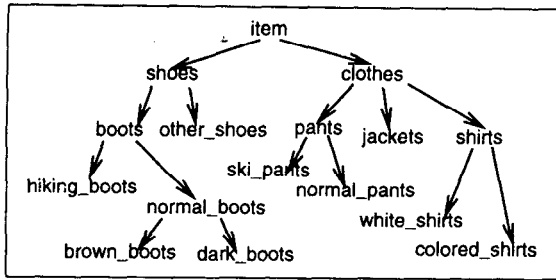 item
shoes clothes
boots other_shoes pants jackets shirts
ski_pants
hiking_boots normal_pants
normal_boots white_shirts
brown_boots dark_boots colored_shirts